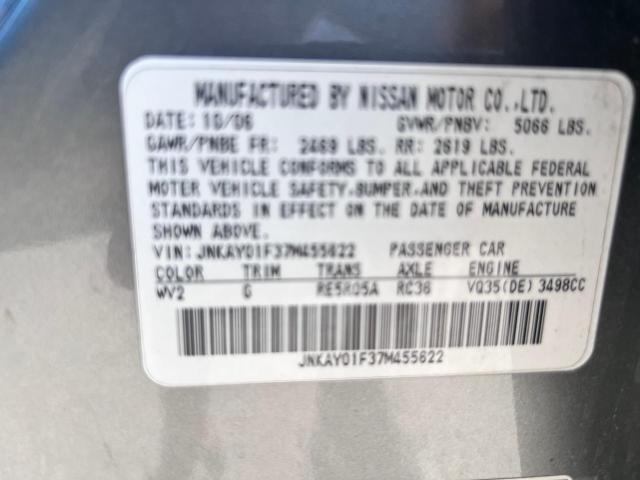 MANUFACTURED BY NISSAN MOTOR CO.,LTD.
DATE: 10/06 GVWR/PNBV: 5066 LBS.
GAWR/PNBE FR: 2469 LBS. RR: 2619 LBS.
THIS VEHICLE CONFORMS TO ALL APPLICABLE FEDERAL
MOTOR VEHICLE SAFETY,BUMPER,AND THEFT PREVENTION
STANDARDS IN EFFECT ON THE DATE OF MANUFACTURE
SHOWN ABOVE.
VIN: JNKAY01F37M455622 PASSENGER CAR
COLOR TRIM TRANS AXLE ENGINE
WV2 G RE5R05A RC36 VQ35(DE) 3498CC
JNKAY01F37M455622